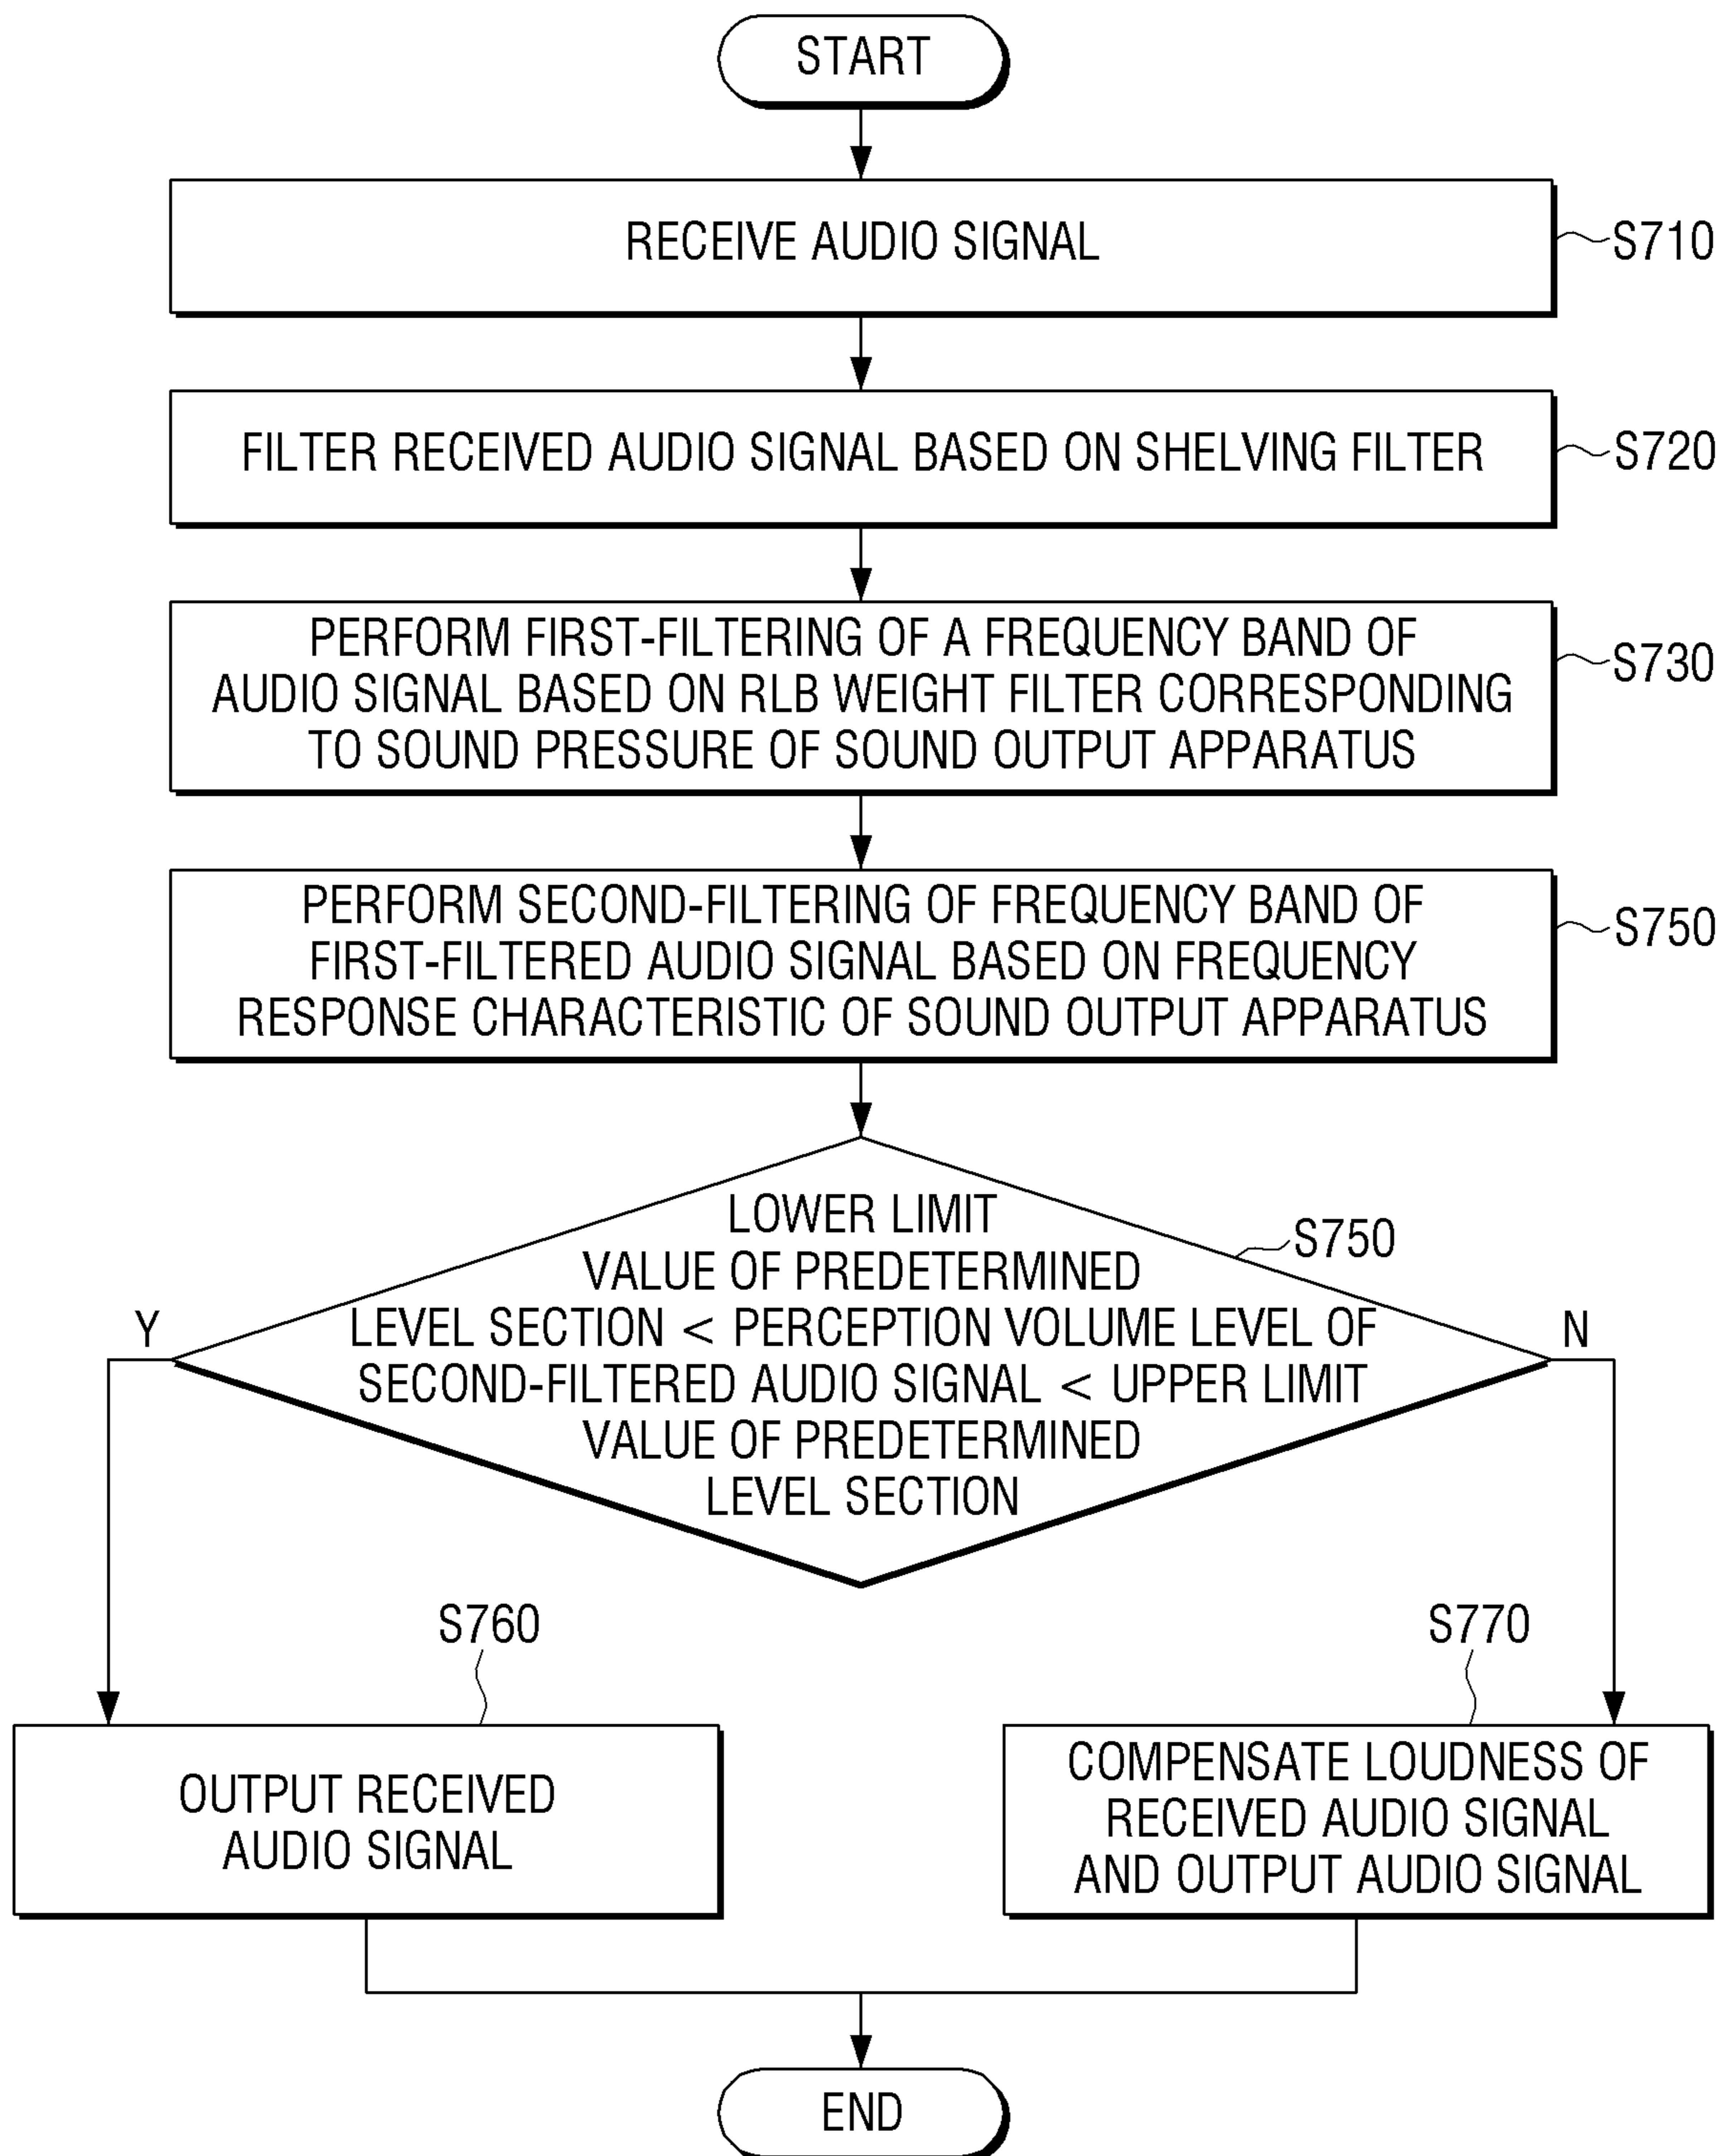 START
RECEIVE AUDIO SIGNAL
S710
FILTER RECEIVED AUDIO SIGNAL BASED ON SHELVING FILTER
S720
PERFORM FIRST-FILTERING OF A FREQUENCY BAND OF
AUDIO SIGNAL BASED ON RLB WEIGHT FILTER CORRESPONDING
TO SOUND PRESSURE OF SOUND OUTPUT APPARATUS
S730
PERFORM SECOND-FILTERING OF FREQUENCY BAND OF
FIRST-FILTERED AUDIO SIGNAL BASED ON FREQUENCY
RESPONSE CHARACTERISTIC OF SOUND OUTPUT APPARATUS
S750
LOWER LIMIT
VALUE OF PREDETERMINED
LEVEL SECTION < PERCEPTION VOLUME LEVEL OF
SECOND-FILTERED AUDIO SIGNAL < UPPER LIMIT
VALUE OF PREDETERMINED
LEVEL SECTION
S750
Y
N
S760
OUTPUT RECEIVED
AUDIO SIGNAL
S770
COMPENSATE LOUDNESS OF
RECEIVED AUDIO SIGNAL
AND OUTPUT AUDIO SIGNAL
END